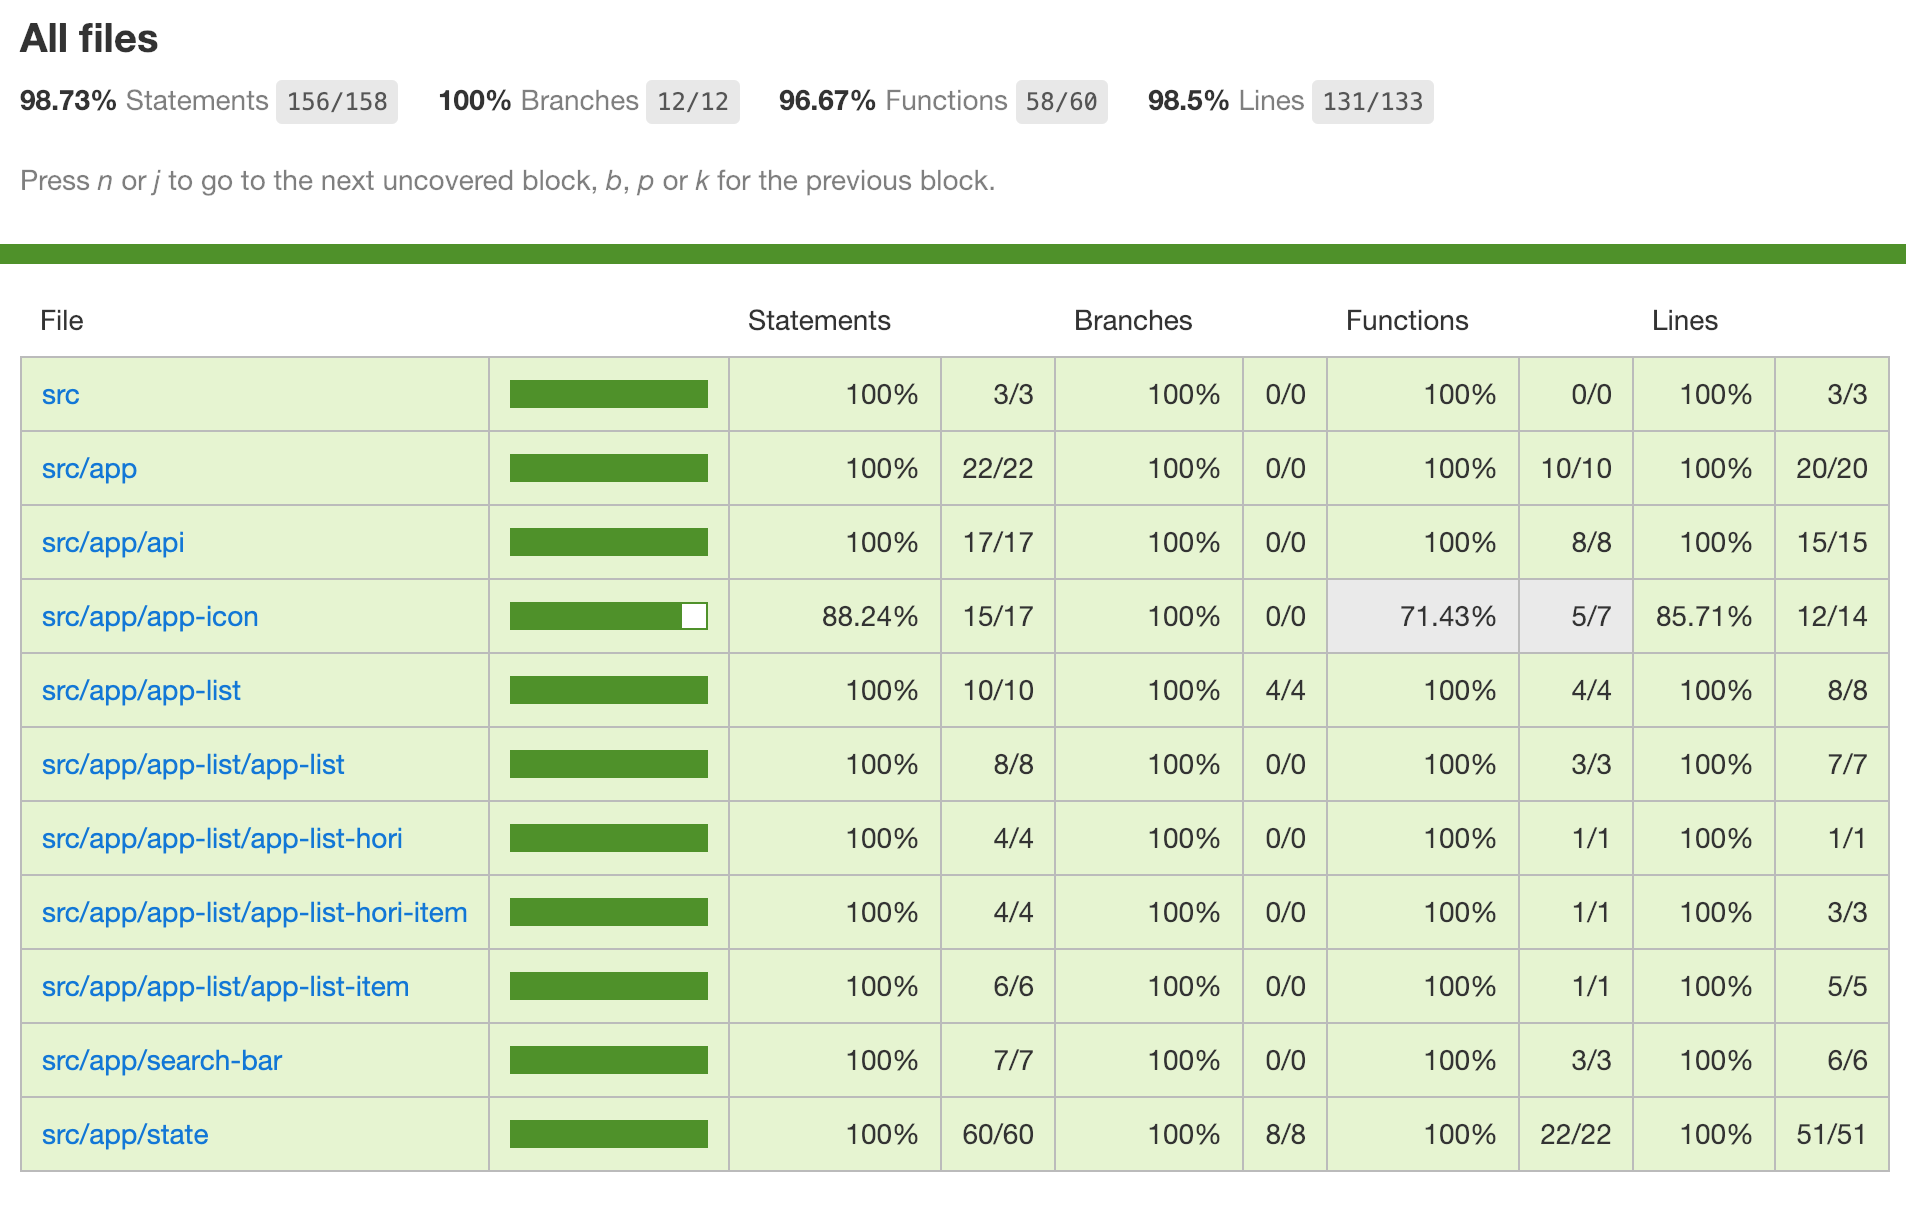 All files
98.73% Statements 156/158 100% Branches 12/12 96.67% Functions 58/60 98.5% Lines 131/133
Press n or j to go to the next uncovered block, b, p or k for the previous block.
File Statements Branches Functions Lines
src 100% 3/3 100% 0/0 100% 0/0 100% 3/3
src/app 100% 22/22 100% 0/0 100% 10/10 100% 20/20
src/app/api 100% 17/17 100% 0/0 100% 8/8 100% 15/15
src/app/app-icon 88.24% 15/17 100% 0/0 71.43% 5/7 85.71% 12/14
src/app/app-list 100% 10/10 100% 4/4 100% 4/4 100% 8/8
src/app/app-list/app-list 100% 8/8 100% 0/0 100% 3/3 100% 7/7
src/app/app-list/app-list-hori 100% 4/4 100% 0/0 100% 1/1 100% 1/1
src/app/app-list/app-list-hori-item 100% 4/4 100% 0/0 100% 1/1 100% 3/3
src/app/app-list/app-list-item 100% 6/6 100% 0/0 100% 1/1 100% 5/5
src/app/search-bar 100% 7/7 100% 0/0 100% 3/3 100% 6/6
src/app/state 100% 60/60 100% 8/8 100% 22/22 100% 51/51